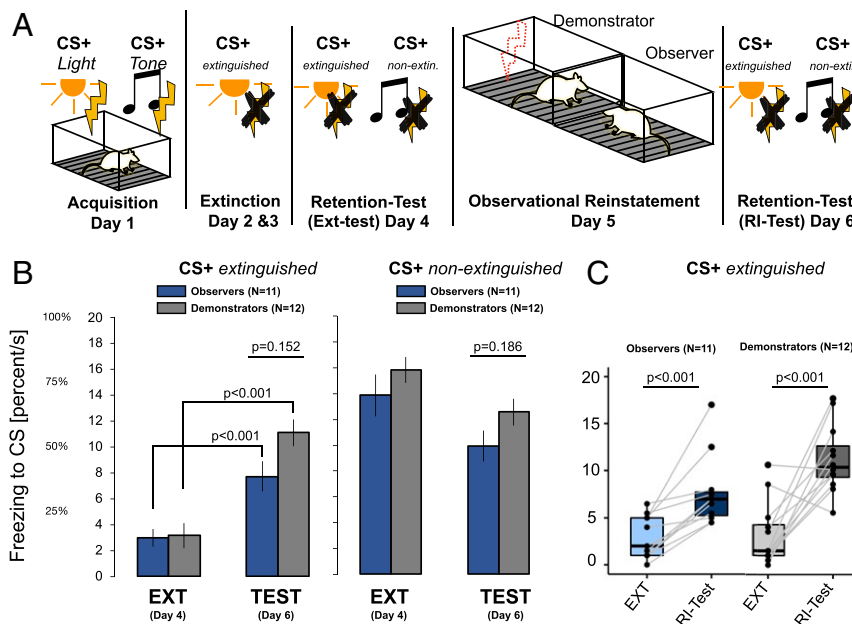 A
CS+
Light
CS+
Tone
CS+
extinguished
CS+
extinguished
CS+
non-extin.
Demonstrator
Observer
CS+
extinguished
CS+
non-extin
Acquisition
Day 1
Extinction
Day 2 &3
Retention-Test
(Ext-test) Day 4
Observational Reinstatement
Day 5
Retention-Test
(RI-Test) Day 6
B
CS+ extinguished
CS+ non-extinguished
Observers (N=11)
Demonstrators (N=12)
Observers (N=11)
Demonstrators (N=12)
Freezing to CS [percent/s]
100%
75%
50%
25%
20
18
16
14
12
10
8
6
4
2
0
p=0.152
p<0.001
p<0.001
p=0.186
EXT
(Day 4)
TEST
(Day 6)
EXT
(Day 4)
TEST
(Day 6)
C
CS+ extinguished
Observers (N=11)
Demonstrators (N=12)
p<0.001
p<0.001
20
15
10
5
0
EXT
RI-Test
EXT
RI-Test